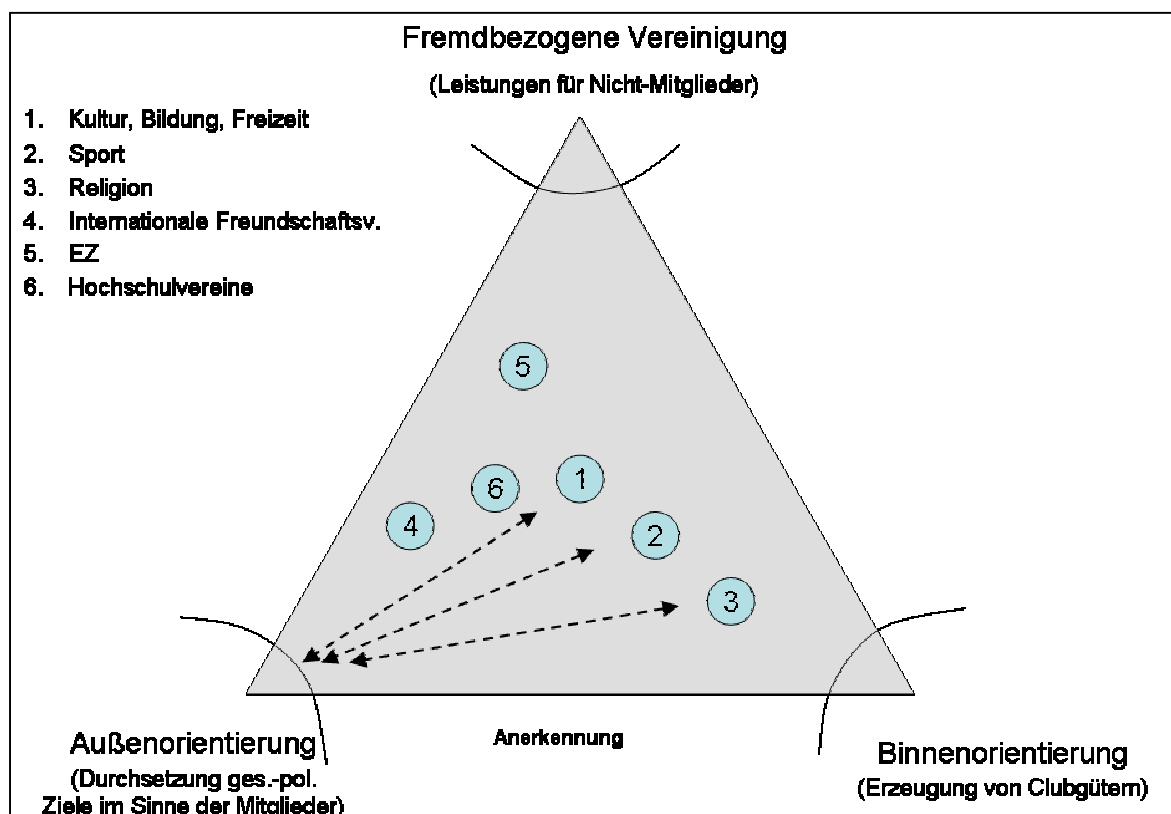 Fremdbezogene Vereinigung
(Leistungen für Nicht-Mitglieder)
1. Kultur, Bildung, Freizeit
2. Sport
3. Religion
4. Internationale Freundschaftsv.
5. EZ
6. Hochschulvereine
5
1
6
4
2
3
Außenorientierung
(Durchsetzung ges.-pol.
Ziele im Sinne der Mitglieder)
Anerkennung
Binnenorientierung
(Erzeugung von Clubgütern)